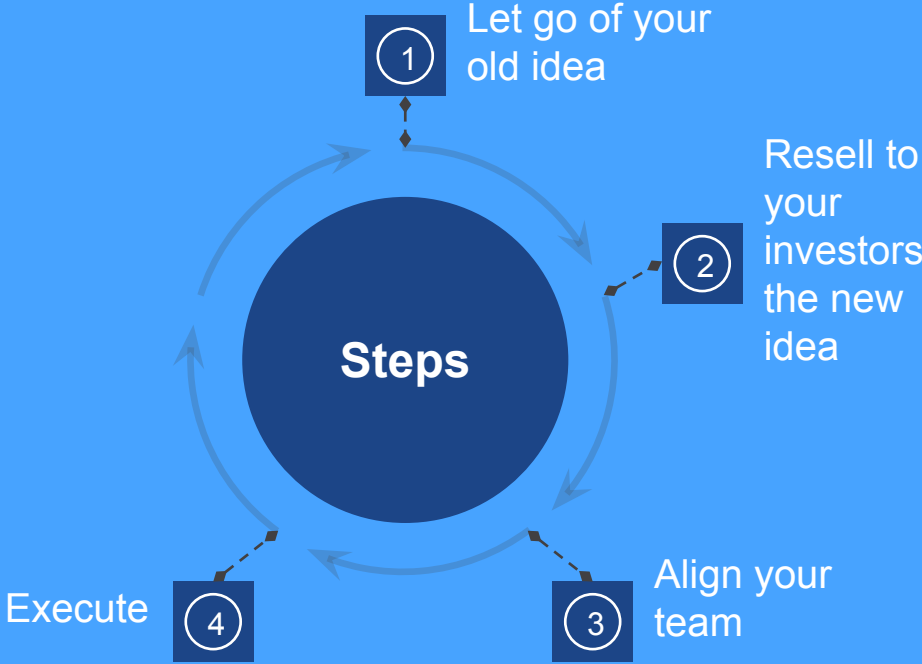 1
Let go of your
old idea
2
Resell to
your
investors
the new
idea
Steps
3
Align your
team
4
Execute